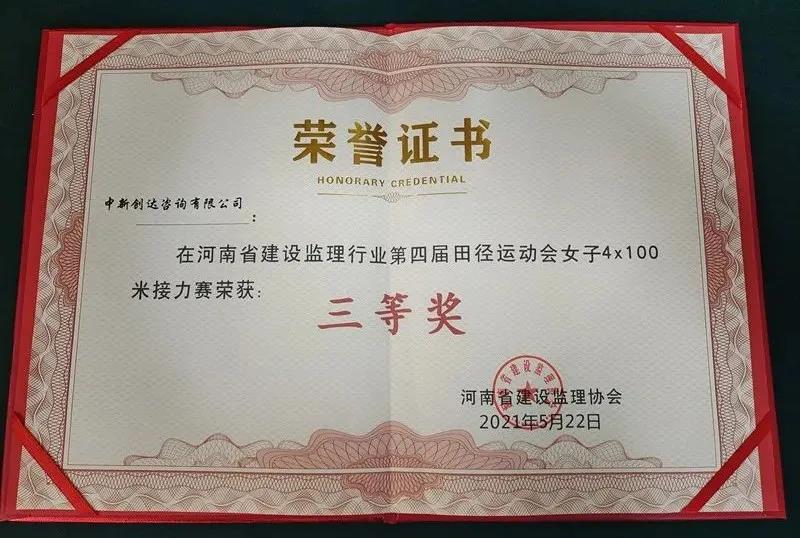 荣誉证书
HONORARY CREDENTIAL
中新创达咨询有限公司：
在河南省建设监理行业第四届田径运动会女子4x100
米接力赛荣获：
三等奖
河南省建设监理协会
2021年5月22日